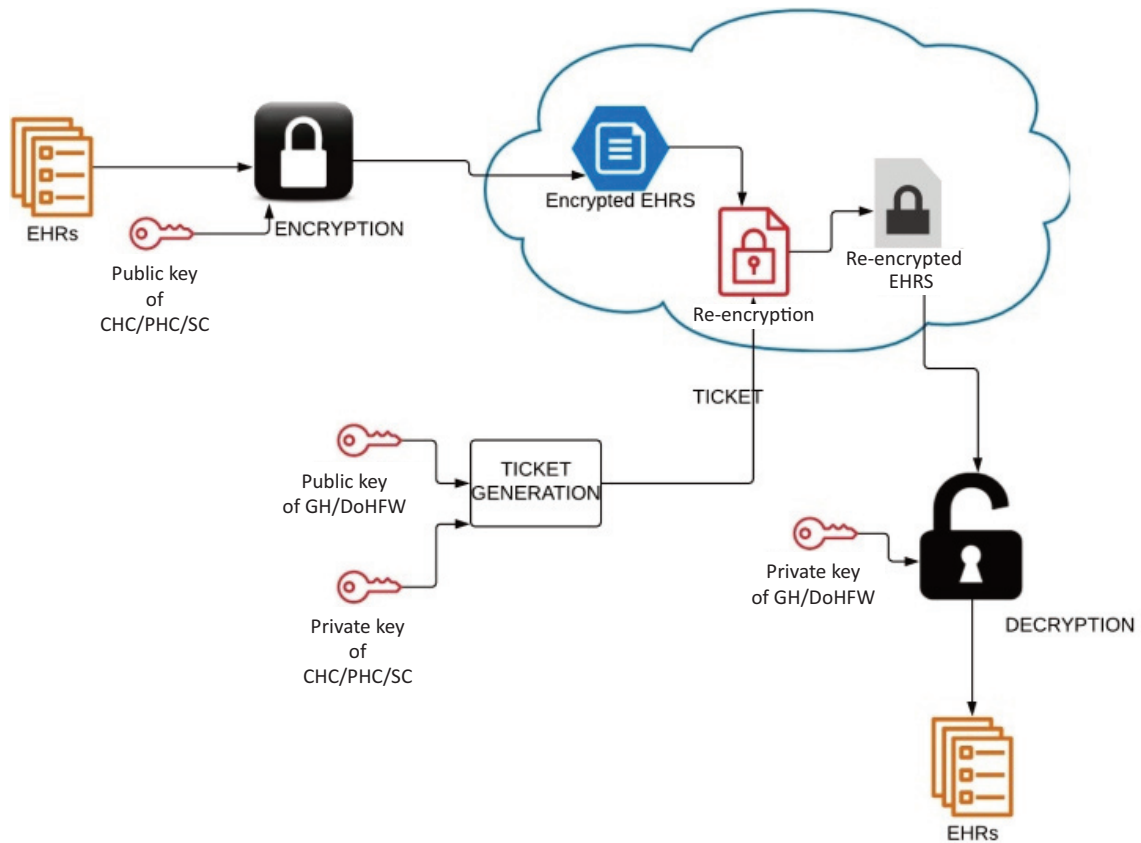 EHRs
Public key
of
CHC/PHC/SC
ENCRYPTION
Encrypted EHRS
Re-encryption
Re-encrypted
EHRS
TICKET
Public key
of GH/DoHFW
TICKET
GENERATION
Private key
of
CHC/PHC/SC
Private key
of GH/DoHFW
DECRYPTION
EHRs